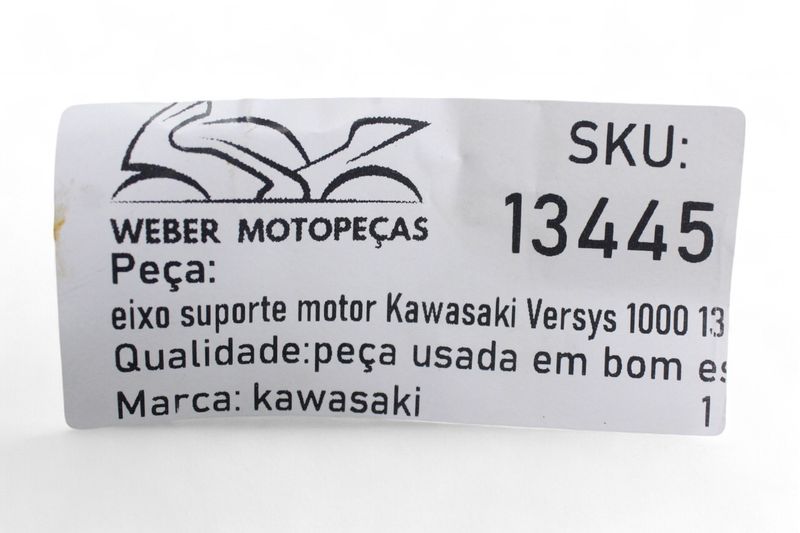 SKU:
13445
WEBER MOTOPEÇAS
Peça:
eixo suporte motor Kawasaki Versys 1000 13
Qualidade:peça usada em bom es
Marca: kawasaki
1